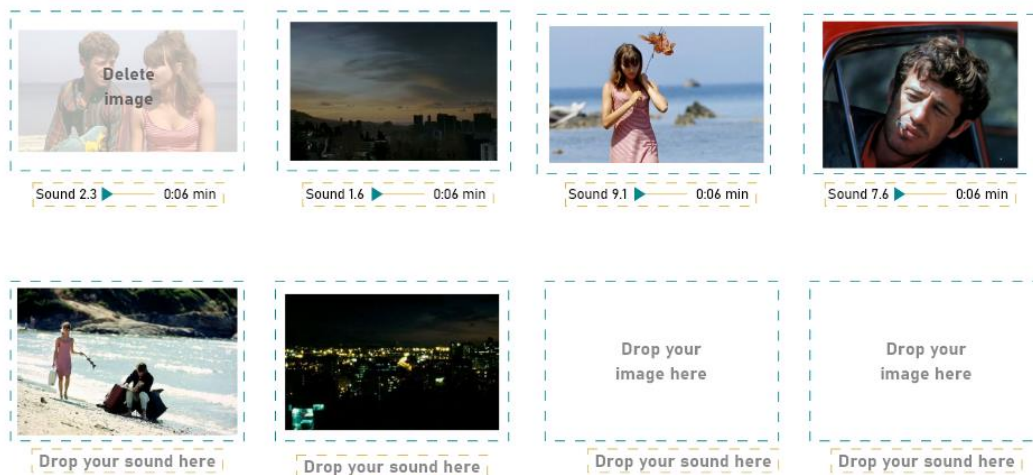 Delete
image
Sound 2.3 0:06 min
Sound 1.6 0:06 min
Sound 9.1 0:06 min
Sound 7.6 0:06 min
Drop your
image here
Drop your
image here
Drop your sound here
Drop your sound here
Drop your sound here
Drop your sound here